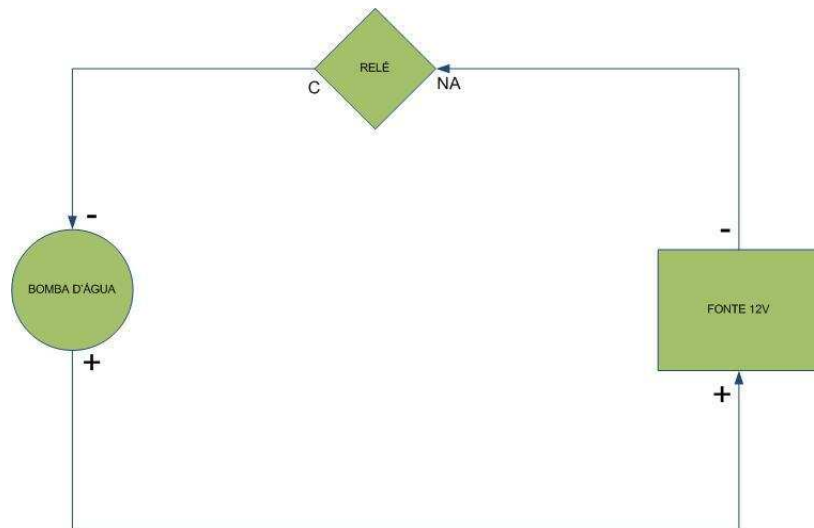 RELÉ
C
NA
-
-
BOMBA D'ÁGUA
FONTE 12V
+
+